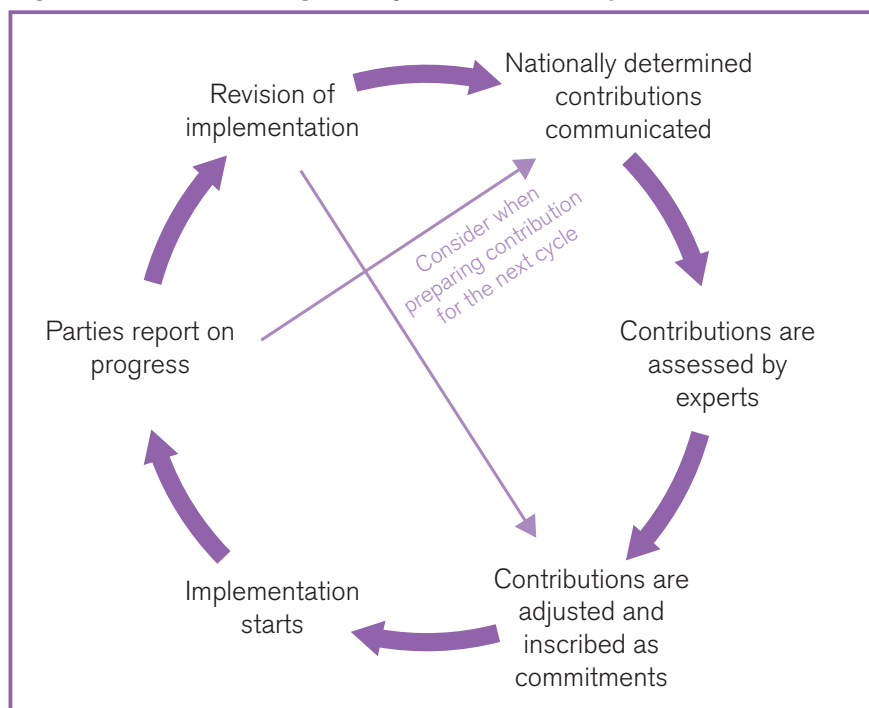 Nationally determined
contributions
communicated
Contributions are
assessed by
experts
Contributions are
adjusted and
inscribed as
commitments
Implementation
starts
Parties report on
progress
Revision of
implementation
Consider when
preparing contribution
for the next cycle